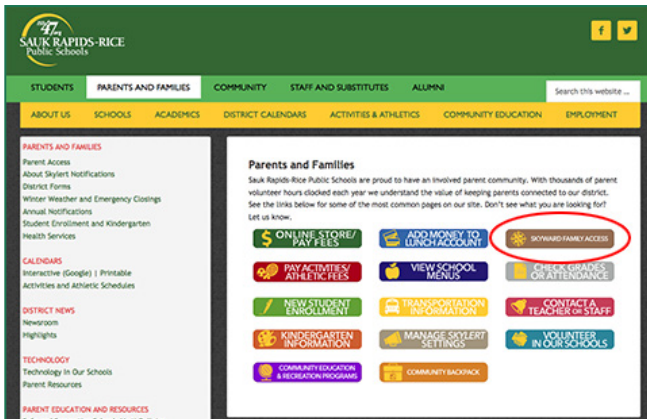 47
SAUK RAPIDS-RICE
Public Schools
STUDENTS PARENTS AND FAMILIES COMMUNITY STAFF AND SUBSTITUTES ALUMNI
Search this website ...
ABOUT US SCHOOLS ACADEMICS DISTRICT CALENDARS ACTIVITIES & ATHLETICS COMMUNITY EDUCATION EMPLOYMENT
PARENTS AND FAMILIES
Parent Access
About Skylert Notifications
District Forms
Winter Weather and Emergency Closings
Annual Notifications
Student Enrollment and Kindergarten
Health Services
CALENDARS
Interactive (Google) | Printable
Activities and Athletic Schedules
DISTRICT NEWS
Newsroom
Highlights
TECHNOLOGY
Technology in Our Schools
Parent Resources
PARENT EDUCATION AND RESOURCES
Parents and Families
Sauk Rapids-Rice Public Schools are proud to have an involved parent community. With thousands of parent
volunteer hours clocked each year we understand the value of keeping parents connected to our district.
See the links below for some of the most common pages on our site. Don't see what you are looking for?
Let us know.
ONLINE STORE/
PAY FEES
ADD MONEY TO
LUNCH ACCOUNT
SKYWARD FAMILY ACCESS
PAY ACTIVITIES/
ATHLETIC FEES
VIEW SCHOOL
MENUS
CHECK GRADES
OR ATTENDANCE
NEW STUDENT
ENROLLMENT
TRANSPORTATION
INFORMATION
CONTACT A
TEACHER OR STAFF
KINDERGARTEN
INFORMATION
MANAGE SKYLERT
SETTINGS
VOLUNTEER
IN OUR SCHOOLS
COMMUNITY EDUCATION
& RECREATION PROGRAMS
COMMUNITY BACKPACK